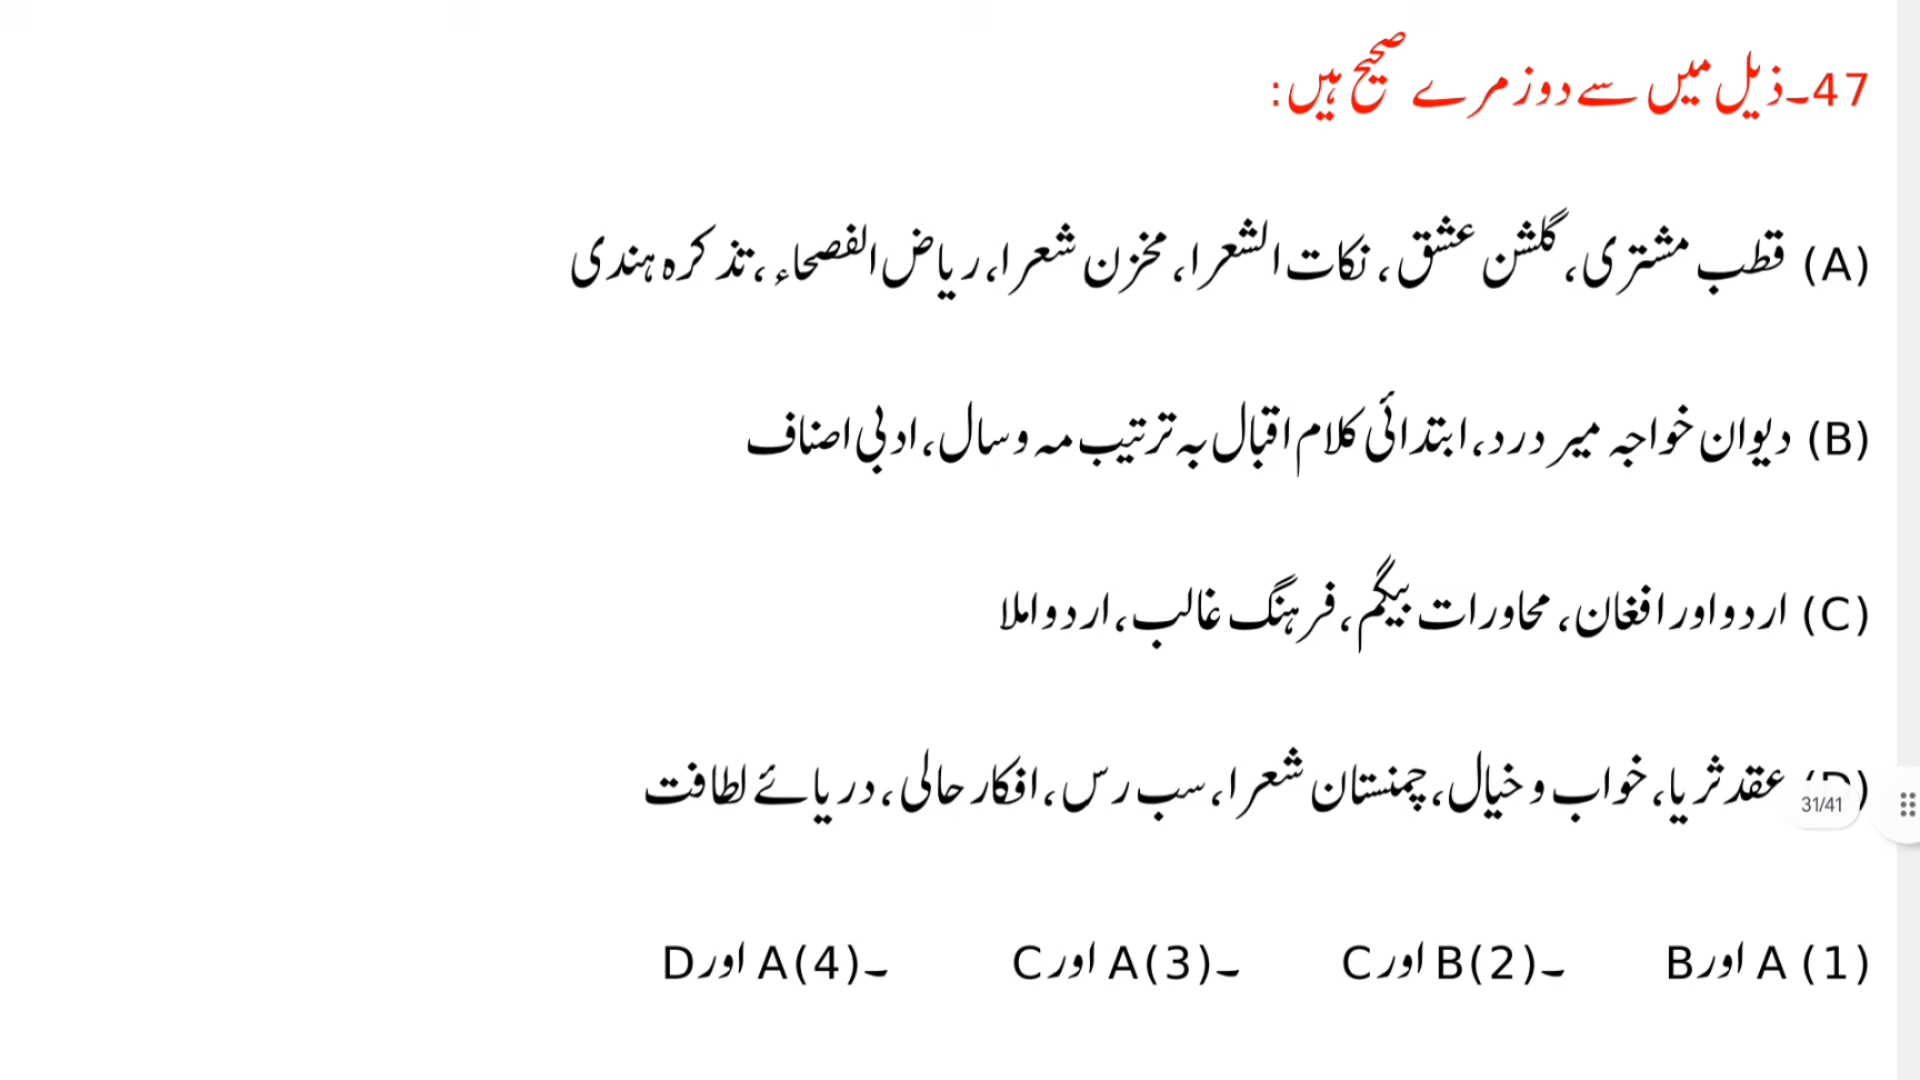 47۔ذیل میں سے دو زمرے صحیح ہیں:
(A) قطب مشتری، گلشن عشق، نکات الشعرا، مخزن شعرا، ریاض الفصحاء، تذکرہ ہندی
(B) دیوان خواجہ میر درد، ابتدائی کلام اقبال بہ ترتیب مہ و سال، ادبی اصناف
(C) اردو اور افغان، محاورات بیگم، فرہنگ غالب، اردو املا
(D) عقد ثریا، خواب و خیال، چمنستان شعرا، سب رس، افکار حالی، دریائے لطافت
31/41
(1) A اور B ۔(2) B اور C ۔(3) A اور C ۔(4) A اور D